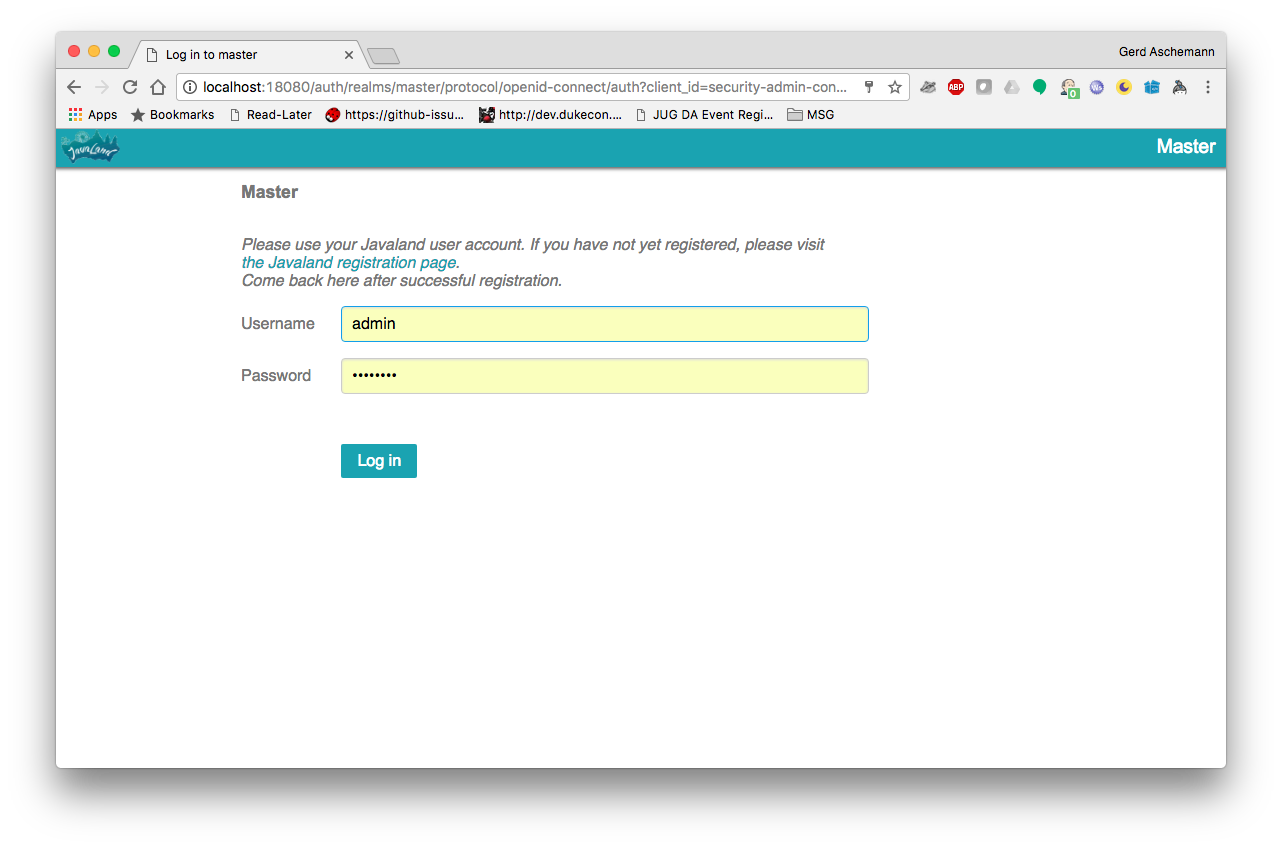 Log in to master
Gerd Aschemann
localhost:18080/auth/realms/master/protocol/openid-connect/auth?client_id=security-admin-con...
ABP
0
Ws
Apps
Bookmarks
Read-Later
https://github-issu...
http://dev.dukecon....
JUG DA Event Regi...
MSG
JavaLand
Master
Master
Please use your Javaland user account. If you have not yet registered, please visit
the Javaland registration page.
Come back here after successful registration.
Username
admin
Password
••••••••
Log in